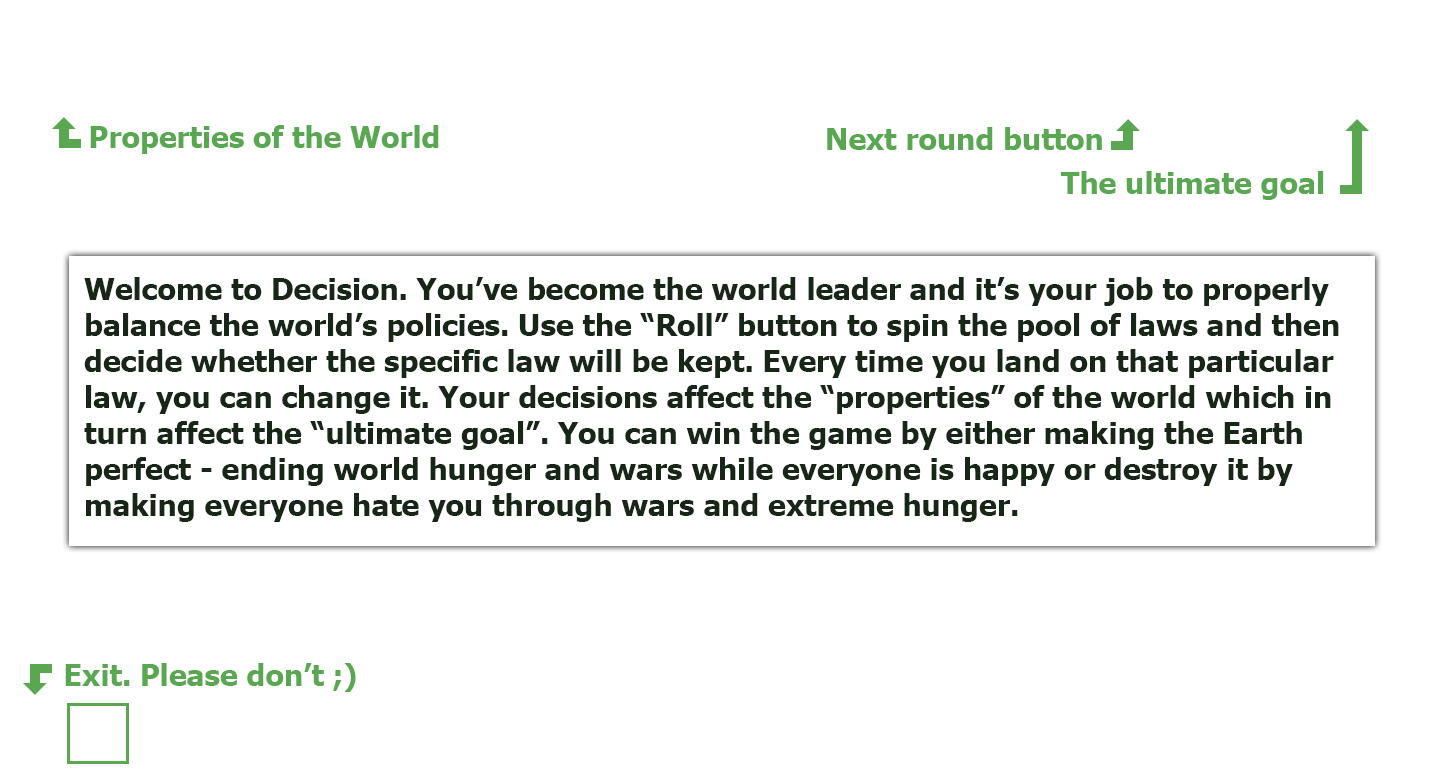 Properties of the World
Next round button
The ultimate goal
Welcome to Decision. You’ve become the world leader and it’s your job to properly
balance the world’s policies. Use the “Roll” button to spin the pool of laws and then
decide whether the specific law will be kept. Every time you land on that particular
law, you can change it. Your decisions affect the “properties” of the world which in
turn affect the “ultimate goal”. You can win the game by either making the Earth
perfect - ending world hunger and wars while everyone is happy or destroy it by
making everyone hate you through wars and extreme hunger.
Exit. Please don’t ;)